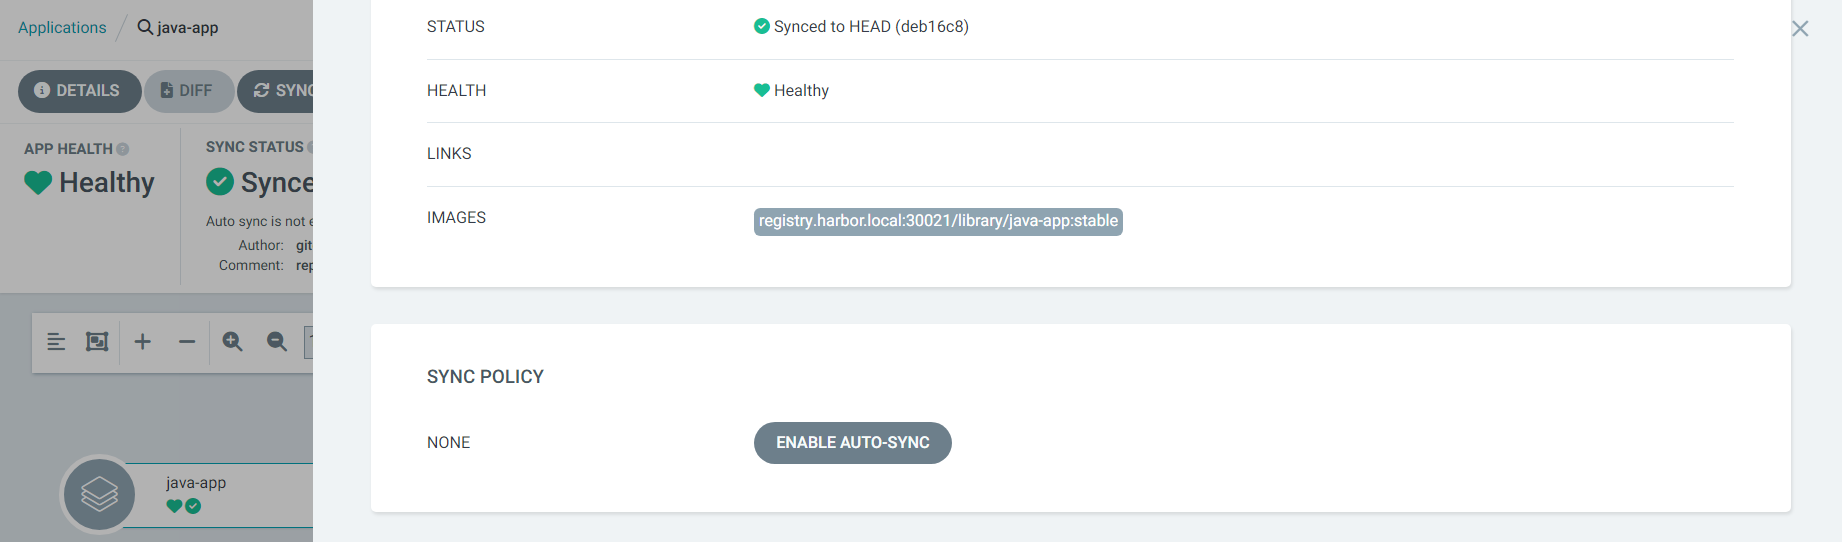 Applications / java-app
DETAILS
DIFF
SYNC
APP HEALTH
Healthy
SYNC STATUS
Synce
Auto sync is not e
Author: git
Comment: rep
java-app
STATUS
Synced to HEAD (deb16c8)
HEALTH
Healthy
LINKS
IMAGES
registry.harbor.local:30021/library/java-app:stable
SYNC POLICY
NONE
ENABLE AUTO-SYNC